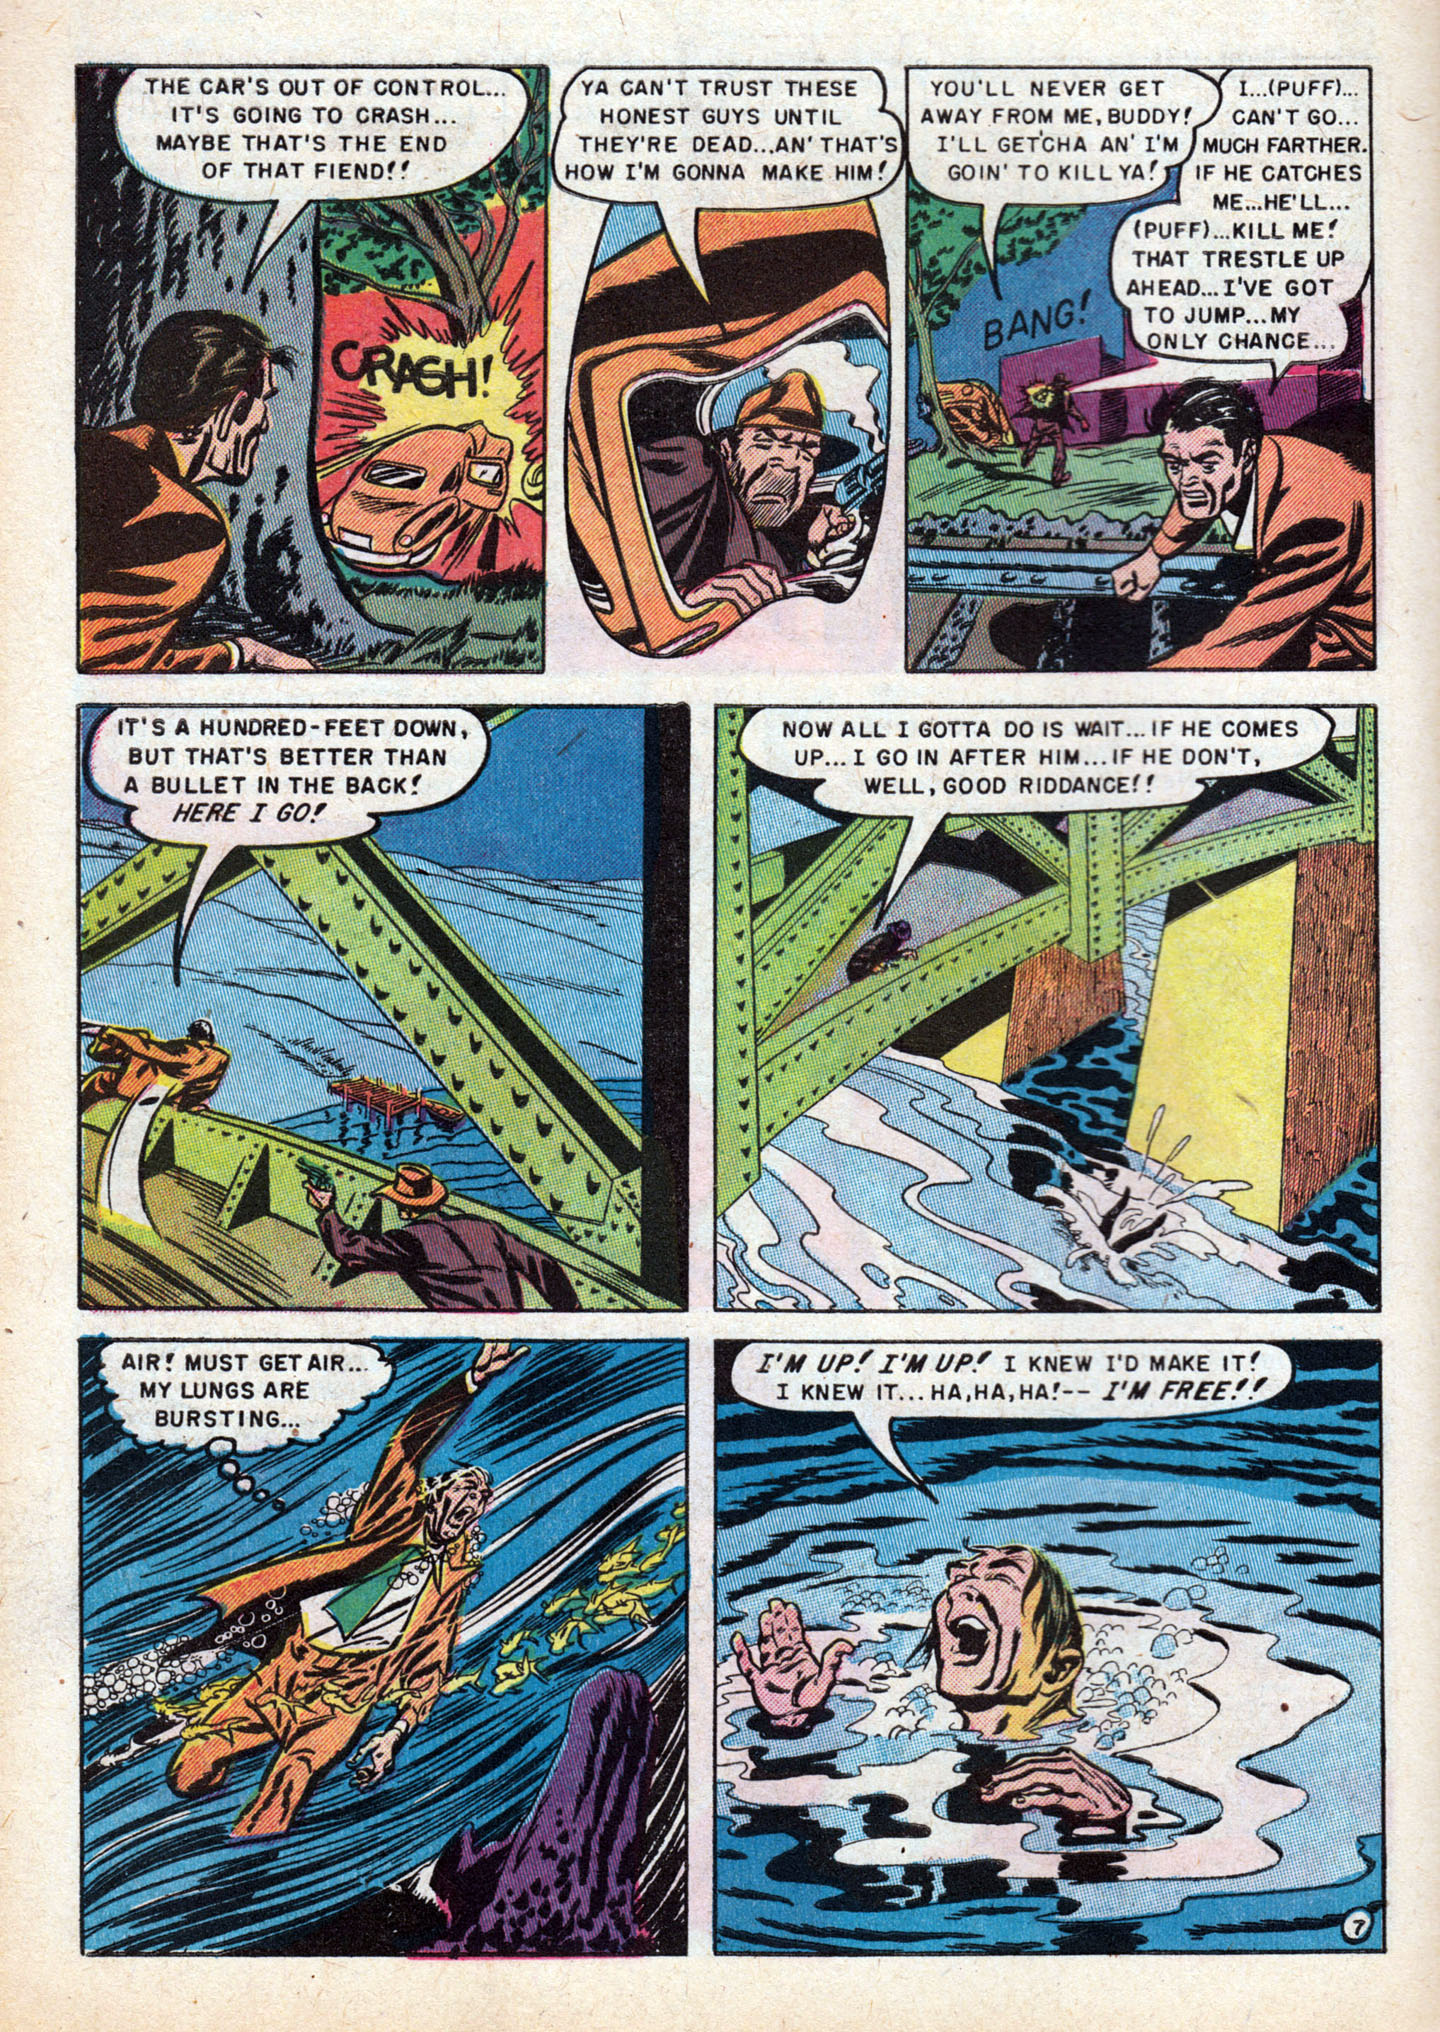 THE CAR'S OUT OF CONTROL...
IT'S GOING TO CRASH...
MAYBE THAT'S THE END
OF THAT FIEND!!
CRASH!
YA CAN'T TRUST THESE
HONEST GUYS UNTIL
THEY'RE DEAD...AN' THAT'S
HOW I'M GONNA MAKE HIM!
YOU'LL NEVER GET
AWAY FROM ME, BUDDY!
I'LL GETCHA AN' I'M
GOIN' TO KILL YA!
BANG!
I...(PUFF)...
CAN'T GO...
MUCH FARTHER.
IF HE CATCHES
ME...HE'LL...
(PUFF)...KILL ME!
THAT TRESTLE UP
AHEAD...I'VE GOT
TO JUMP...MY
ONLY CHANCE...
IT'S A HUNDRED-FEET DOWN,
BUT THAT'S BETTER THAN
A BULLET IN THE BACK!
HERE I GO!
NOW ALL I GOTTA DO IS WAIT...IF HE COMES
UP...I GO IN AFTER HIM...IF HE DON'T,
WELL, GOOD RIDDANCE!!
AIR! MUST GET AIR...
MY LUNGS ARE
BURSTING...
I'M UP! I'M UP! I KNEW I'D MAKE IT!
I KNEW IT...HA, HA, HA!-- I'M FREE!!
7